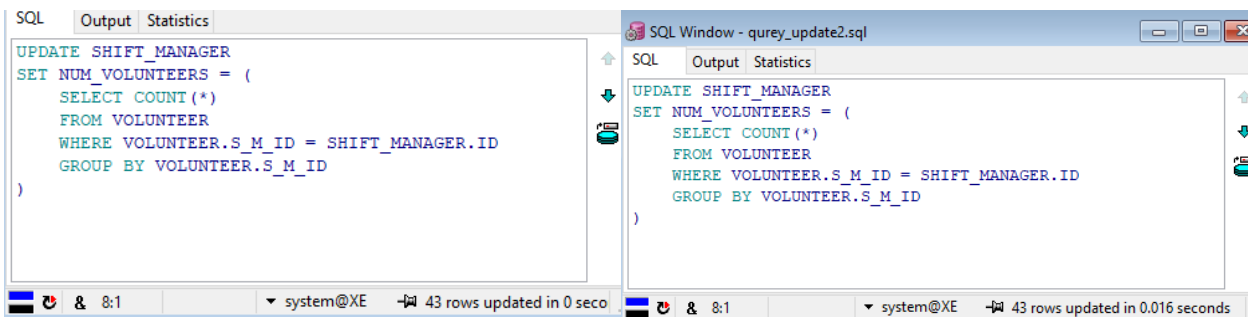 SQL Output Statistics
UPDATE SHIFT_MANAGER
SET NUM_VOLUNTEERS = (
SELECT COUNT(*)
FROM VOLUNTEER
WHERE VOLUNTEER.S_M_ID = SHIFT_MANAGER.ID
GROUP BY VOLUNTEER.S_M_ID
)
& 8:1 system@XE 43 rows updated in 0 seco
SQL Window - qurey_update2.sql
SQL Output Statistics
UPDATE SHIFT_MANAGER
SET NUM_VOLUNTEERS = (
SELECT COUNT(*)
FROM VOLUNTEER
WHERE VOLUNTEER.S_M_ID = SHIFT_MANAGER.ID
GROUP BY VOLUNTEER.S_M_ID
)
& 8:1 system@XE 43 rows updated in 0.016 seconds